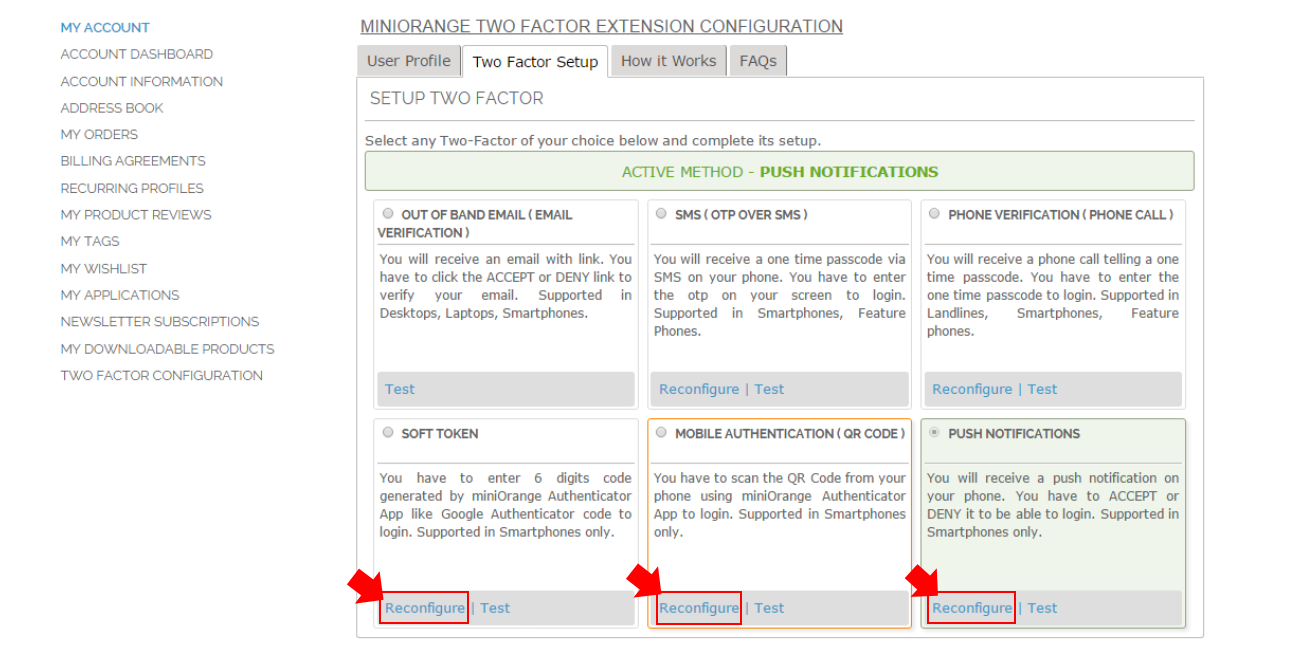 MY ACCOUNT
ACCOUNT DASHBOARD
ACCOUNT INFORMATION
ADDRESS BOOK
MY ORDERS
BILLING AGREEMENTS
RECURRING PROFILES
MY PRODUCT REVIEWS
MY TAGS
MY WISHLIST
MY APPLICATIONS
NEWSLETTER SUBSCRIPTIONS
MY DOWNLOADABLE PRODUCTS
TWO FACTOR CONFIGURATION
MINIORANGE TWO FACTOR EXTENSION CONFIGURATION
User Profile
Two Factor Setup
How it Works
FAQs
SETUP TWO FACTOR
Select any Two-Factor of your choice below and complete its setup.
ACTIVE METHOD - PUSH NOTIFICATIONS
OUT OF BAND EMAIL ( EMAIL
VERIFICATION )
You will receive an email with link. You
have to click the ACCEPT or DENY link to
verify your email. Supported in
Desktops, Laptops, Smartphones.
Test
SMS ( OTP OVER SMS )
You will receive a one time passcode via
SMS on your phone. You have to enter
the otp on your screen to login.
Supported in Smartphones, Feature
Phones.
Reconfigure | Test
PHONE VERIFICATION ( PHONE CALL )
You will receive a phone call telling a one
time passcode. You have to enter the
one time passcode to login. Supported in
Landlines, Smartphones, Feature
phones.
Reconfigure | Test
SOFT TOKEN
You have to enter 6 digits code
generated by miniOrange Authenticator
App like Google Authenticator code to
login. Supported in Smartphones only.
Reconfigure | Test
MOBILE AUTHENTICATION ( QR CODE )
You have to scan the QR Code from your
phone using miniOrange Authenticator
App to login. Supported in Smartphones
only.
Reconfigure | Test
PUSH NOTIFICATIONS
You will receive a push notification on
your phone. You have to ACCEPT or
DENY it to be able to login. Supported in
Smartphones only.
Reconfigure | Test